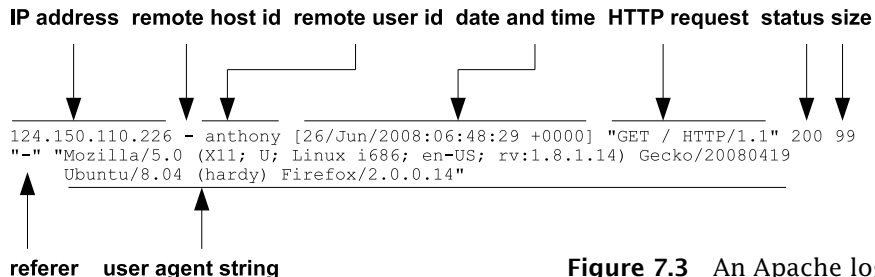 IP address remote host id remote user id date and time HTTP request status size
124.150.110.226 - anthony [26/Jun/2008:06:48:29 +0000] "GET / HTTP/1.1" 200 99
"-" "Mozilla/5.0 (X11; U; Linux i686; en-US; rv:1.8.1.14) Gecko/20080419
Ubuntu/8.04 (hardy) Firefox/2.0.0.14"
referer user agent string
Figure 7.3 An Apache lo